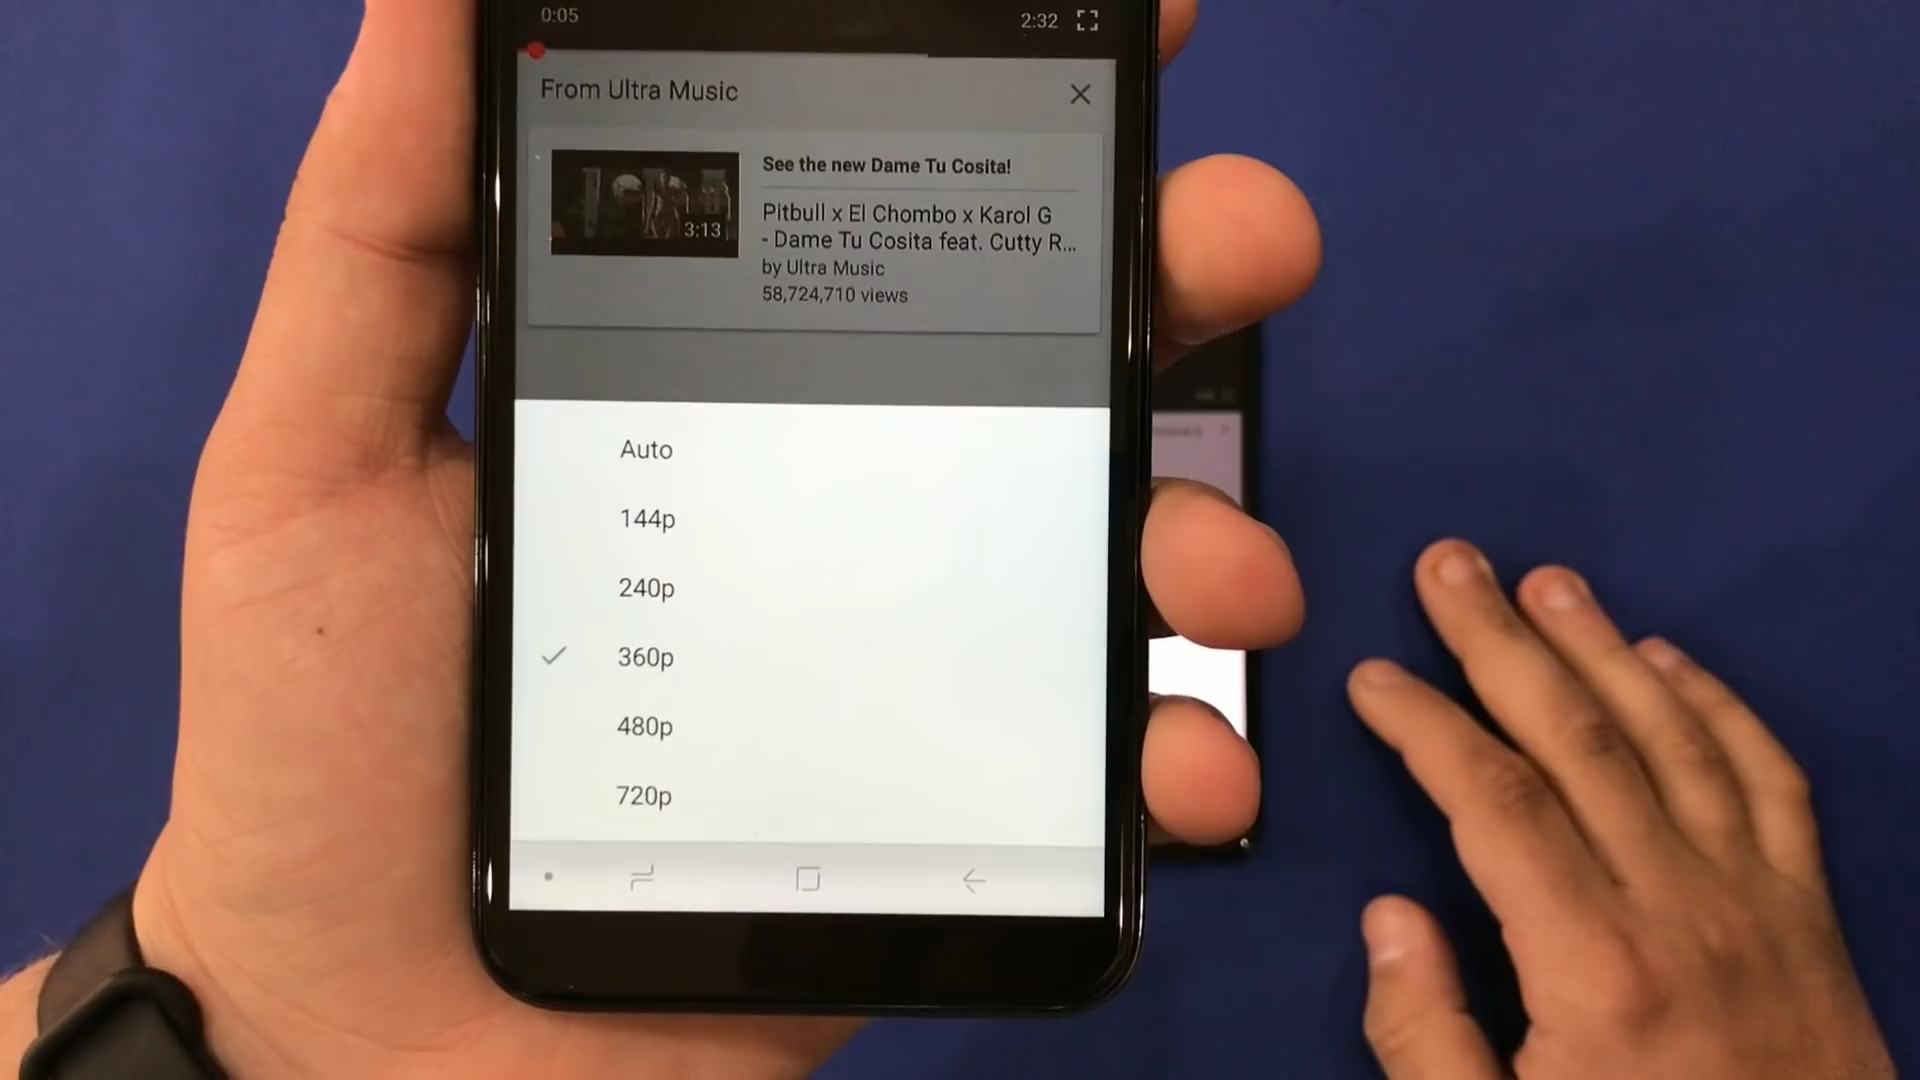 0:05
2:32
From Ultra Music
3:13
See the new Dame Tu Cosita!
Pitbull x El Chombo x Karol G
- Dame Tu Cosita feat. Cutty R...
by Ultra Music
58,724,710 views
Auto
144p
240p
360p
480p
720p